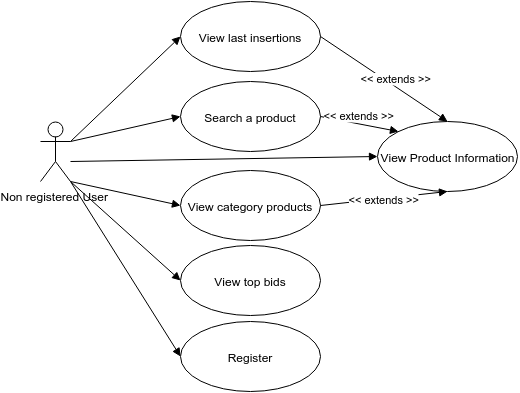 View last insertions
<< extends >>
Search a product
<< extends >>
View Product Information
Non registered User
<< extends >>
View category products
View top bids
Register